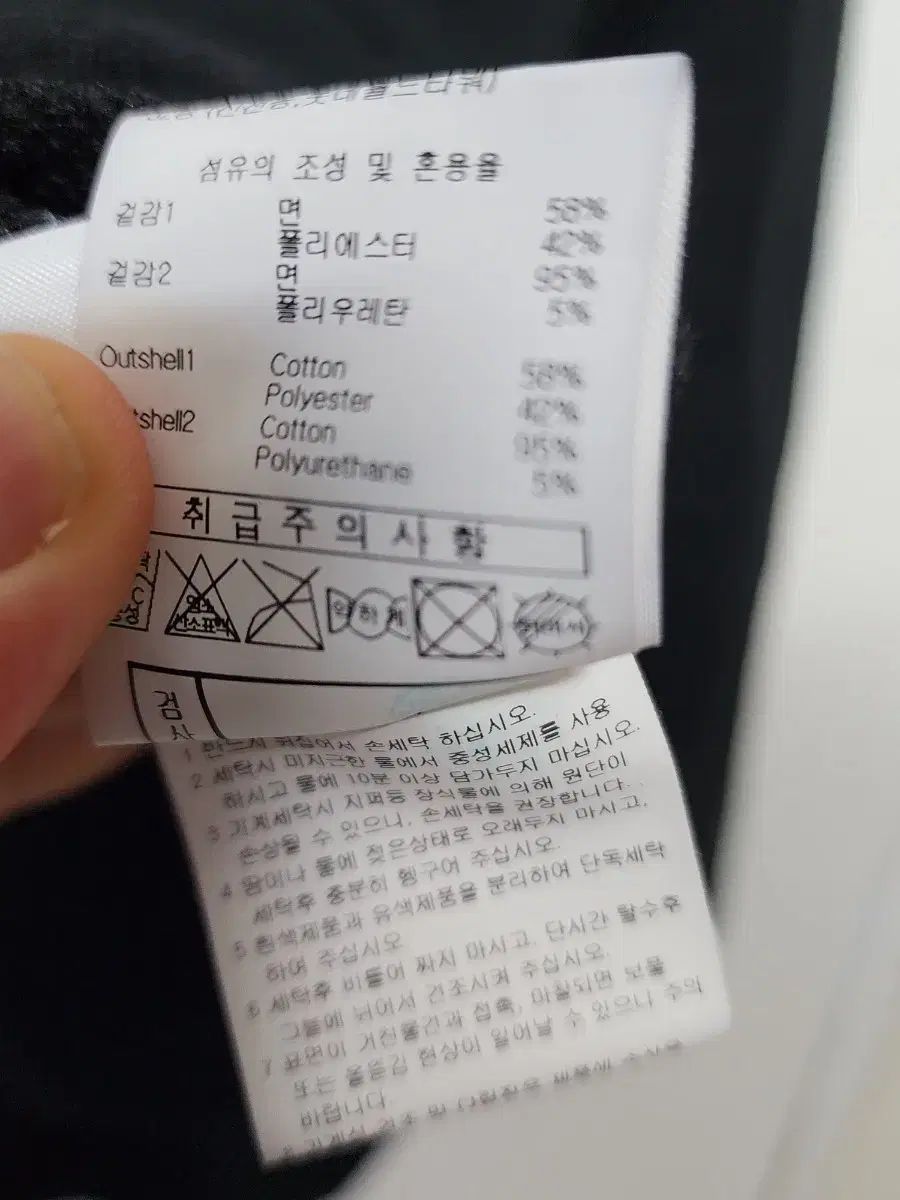 섬유의 조성 및 혼용율
겉감1 면 58%
폴리에스터 42%
겉감2 면 95%
폴리우레탄 5%
Outshell1 Cotton 58%
Polyester 42%
shell2 Cotton 95%
Polyurethane 5%
취급주의사항
염소
산소표백
약하게
검
사
1 반드시 뒤집어서 손세탁 하십시오.
2 세탁시 미지근한 물에서 중성세제를 사용
하시고 물에 10분 이상 담가두지 마십시오.
3 기계세탁시 지퍼등 장식물에 의해 원단이
손상될 수 있으니, 손세탁을 권장합니다.
4 땀이나 물에 젖은상태로 오래두지 마시고,
세탁후 충분히 헹구어 주십시오.
5 흰색제품과 유색제품을 분리하여 단독세탁
하여 주십시오
6 세탁후 비틀어 짜지 마시고, 단시간 탈수후
그늘에 뉘어서 건조시켜 주십시오.
7 표면이 거친물건과 접촉, 마찰되면 보풀
또는 올뜯김 현상이 일어날 수 있으나 주의
바랍니다.